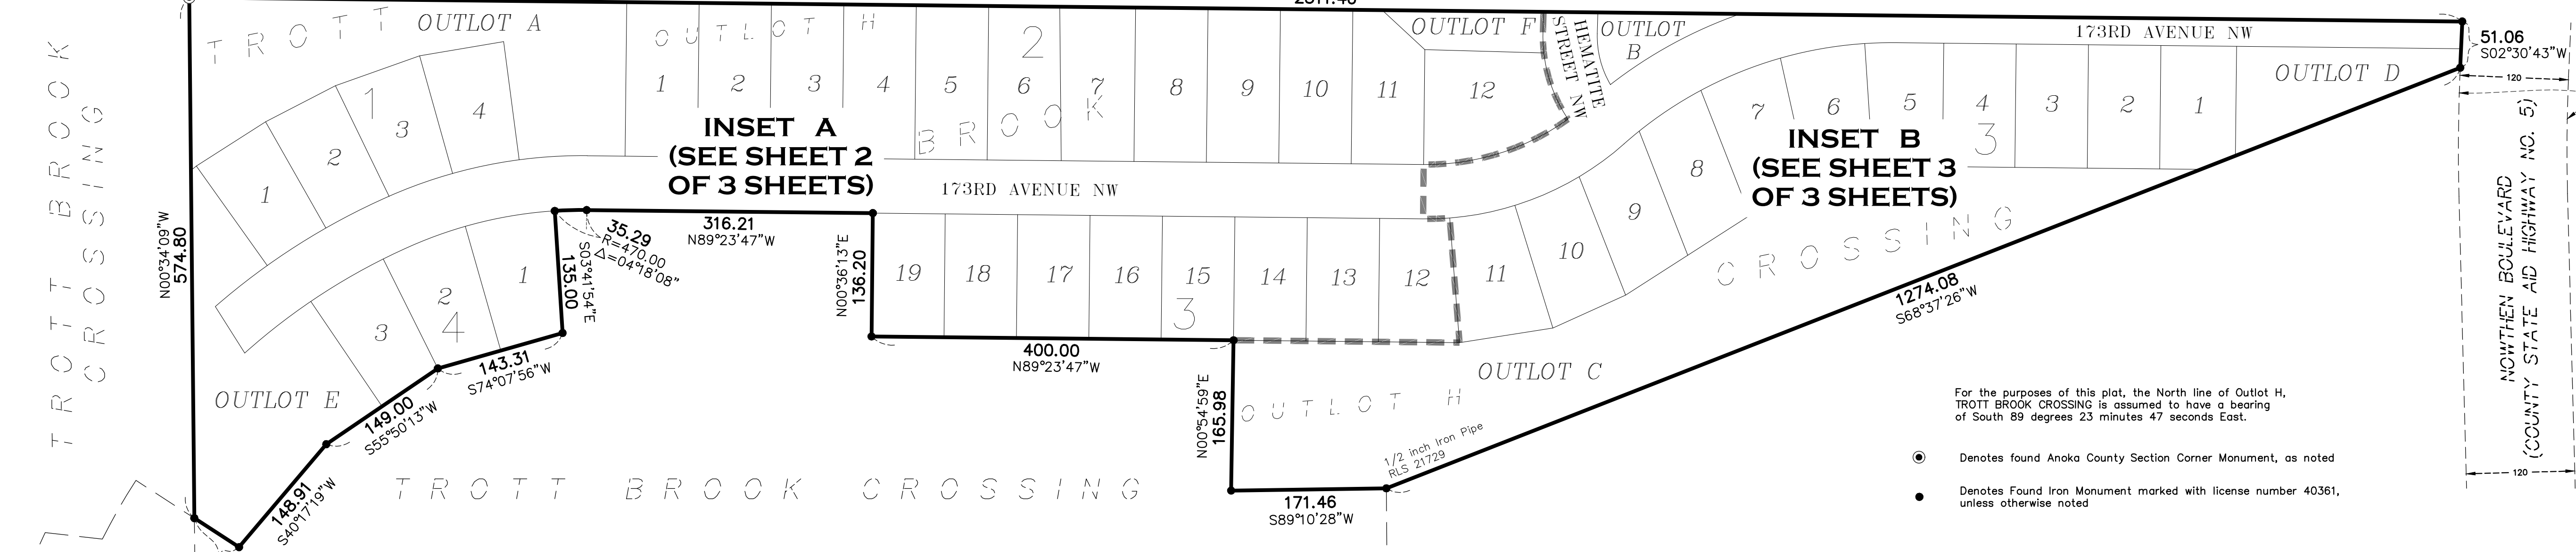 TROTT BROOK
CROSSING
TROTT
OUTLOT A
OUTLOT H
2
OUTLOT F
HEMATITE
STREET NW
OUTLOT
B
173RD AVENUE NW
51.06
S02°30'43"W
120
OUTLOT D
1
2
3
4
1
1
2
3
4
5
6
7
8
9
10
11
12
BROOK
INSET A
(SEE SHEET 2
OF 3 SHEETS)
7
6
5
4
3
2
1
3
INSET B
(SEE SHEET 3
OF 3 SHEETS)
8
9
10
11
173RD AVENUE NW
CROSSING
N00°34'09"W
574.80
35.29
R=470.00
△=04°18'08"
316.21
N89°23'47"W
S03°41'54"E
135.00
N00°36'13"E
136.20
19
18
17
16
15
14
13
12
3
1
2
3
4
OUTLOT E
143.31
S74°07'56"W
149.00
S55°50'13"W
148.91
S40°17'19"W
400.00
N89°23'47"W
N00°54'59"E
165.98
OUTLOT C
OUTLOT H
1/2 inch Iron Pipe
RLS 21729
171.46
S89°10'28"W
1274.08
S68°37'26"W
TROTT BROOK CROSSING
NOWTHEN BOULEVARD
(COUNTY STATE AID HIGHWAY NO. 5)
120
For the purposes of this plat, the North line of Outlot H,
TROTT BROOK CROSSING is assumed to have a bearing
of South 89 degrees 23 minutes 47 seconds East.
Denotes found Anoka County Section Corner Monument, as noted
Denotes Found Iron Monument marked with license number 40361,
unless otherwise noted